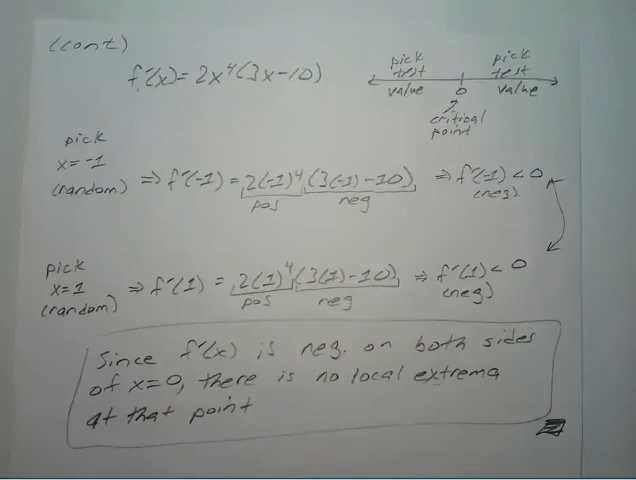 (cont)
f'(x) = 2x⁴(3x-10)
pick test value
pick test value
0
critical point
pick
x=-1
(random)
⇒ f'(-1) = 2(-1)⁴ (3(-1)-10) ⇒ f'(-1) < 0
pos neg (neg)
pick
x=1
(random)
⇒ f'(1) = 2(1)⁴ (3(1)-10) ⇒ f'(1) < 0
pos neg (neg)
Since f'(x) is neg. on both sides
of x=0, there is no local extrema
at that point